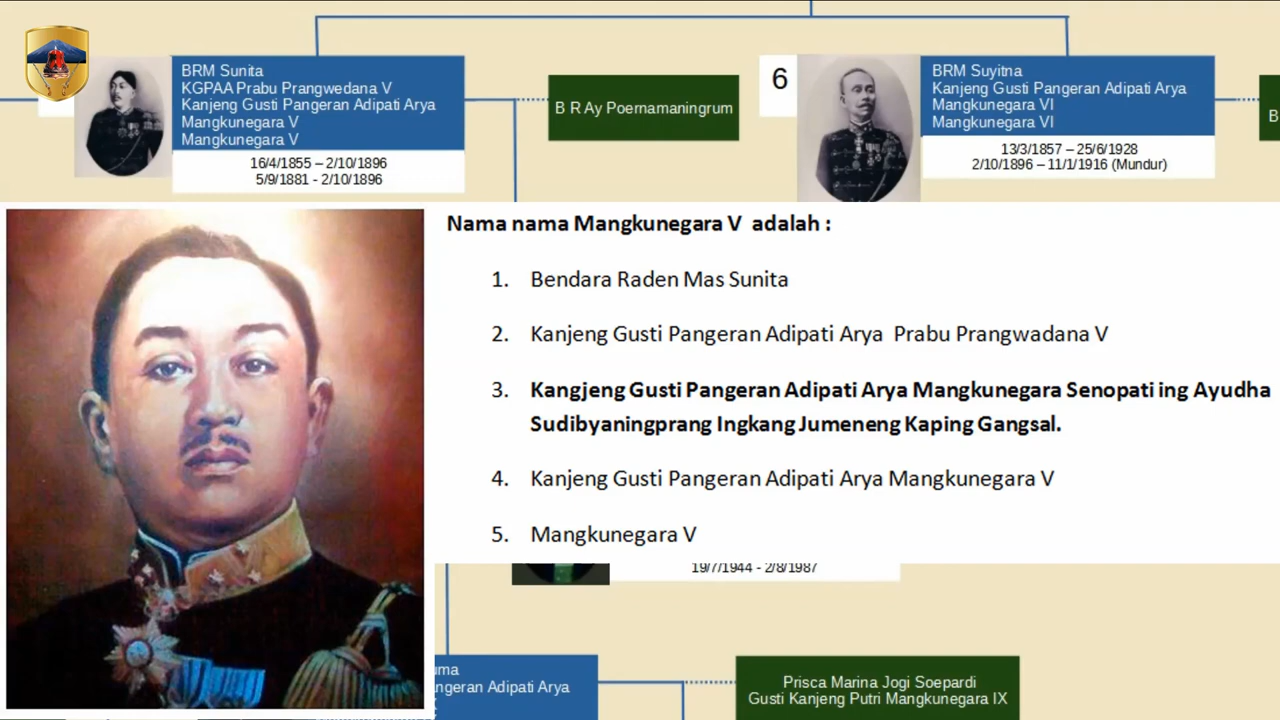 BRM Sunita
KGPAA Prabu Prangwedana V
Kanjeng Gusti Pangeran Adipati Arya
Mangkunegara V
Mangkunegara V
16/4/1855 – 2/10/1896
5/9/1881 - 2/10/1896
B R Ay Poernamaningrum
6
BRM Suyitna
Kanjeng Gusti Pangeran Adipati Arya
Mangkunegara VI
Mangkunegara VI
13/3/1857 – 25/6/1928
2/10/1896 – 11/1/1916 (Mundur)
B
Nama nama Mangkunegara V adalah :
1. Bendara Raden Mas Sunita
2. Kanjeng Gusti Pangeran Adipati Arya Prabu Prangwadana V
3. Kangjeng Gusti Pangeran Adipati Arya Mangkunegara Senopati ing Ayudha
Sudibyaningprang Ingkang Jumeneng Kaping Gangsal.
4. Kanjeng Gusti Pangeran Adipati Arya Mangkunegara V
5. Mangkunegara V
19/7/1944 - 2/8/1987
uma
ngeran Adipati Arya
Prisca Marina Jogi Soepardi
Gusti Kanjeng Putri Mangkunegara IX